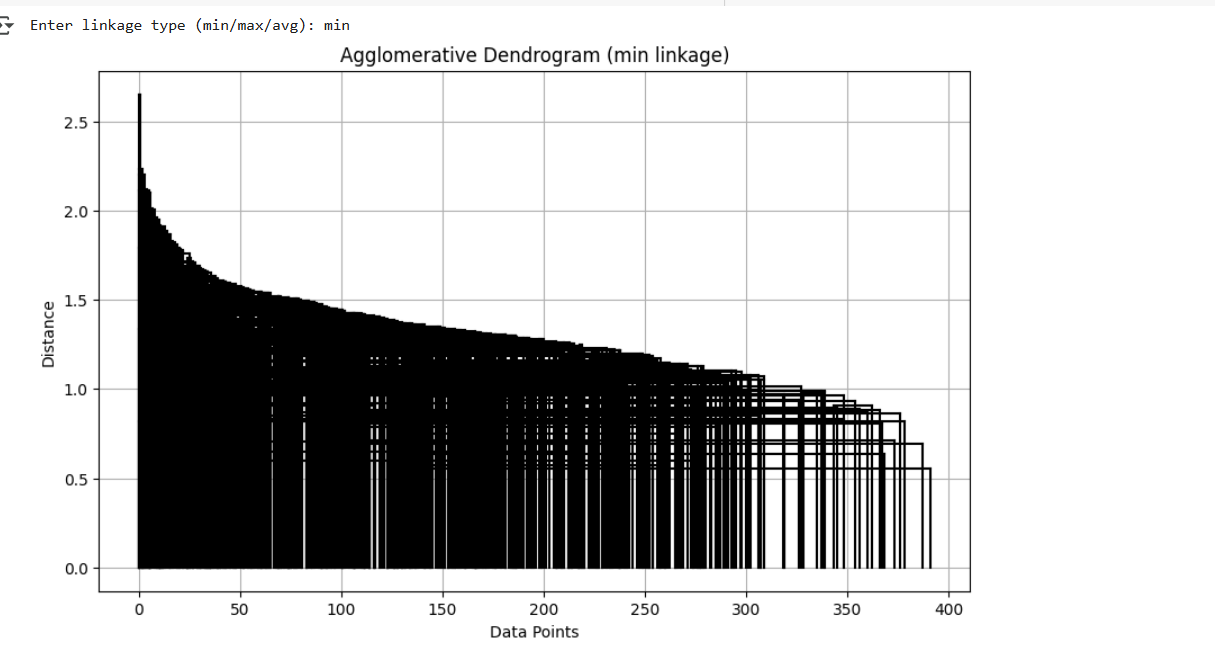 Enter linkage type (min/max/avg): min
Agglomerative Dendrogram (min linkage)
2.5
2.0
1.5
1.0
0.5
0.0
Distance
0 50 100 150 200 250 300 350 400
Data Points